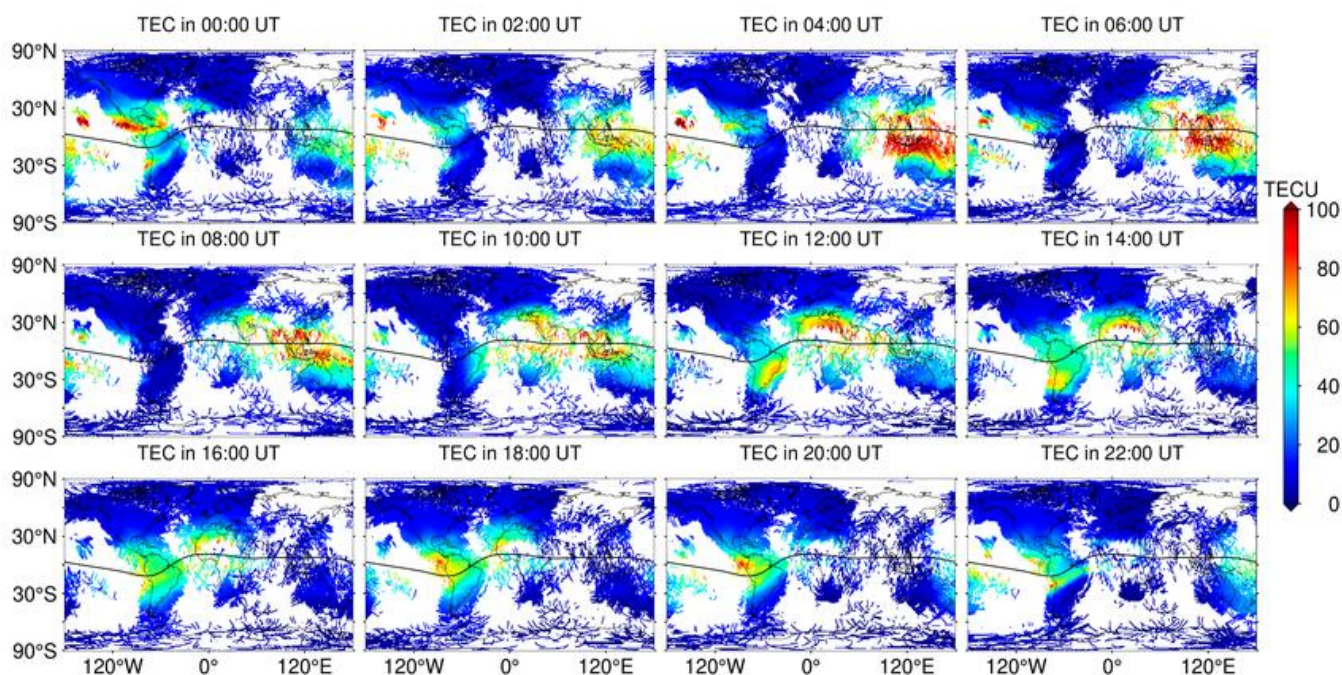 TEC in 00:00 UT TEC in 02:00 UT TEC in 04:00 UT TEC in 06:00 UT
90°N
30°N
30°S
90°S
TECU
100
80
60
40
20
0
TEC in 08:00 UT TEC in 10:00 UT TEC in 12:00 UT TEC in 14:00 UT
90°N
30°N
30°S
90°S
TEC in 16:00 UT TEC in 18:00 UT TEC in 20:00 UT TEC in 22:00 UT
90°N
30°N
30°S
90°S
120°W 0° 120°E 120°W 0° 120°E 120°W 0° 120°E 120°W 0° 120°E